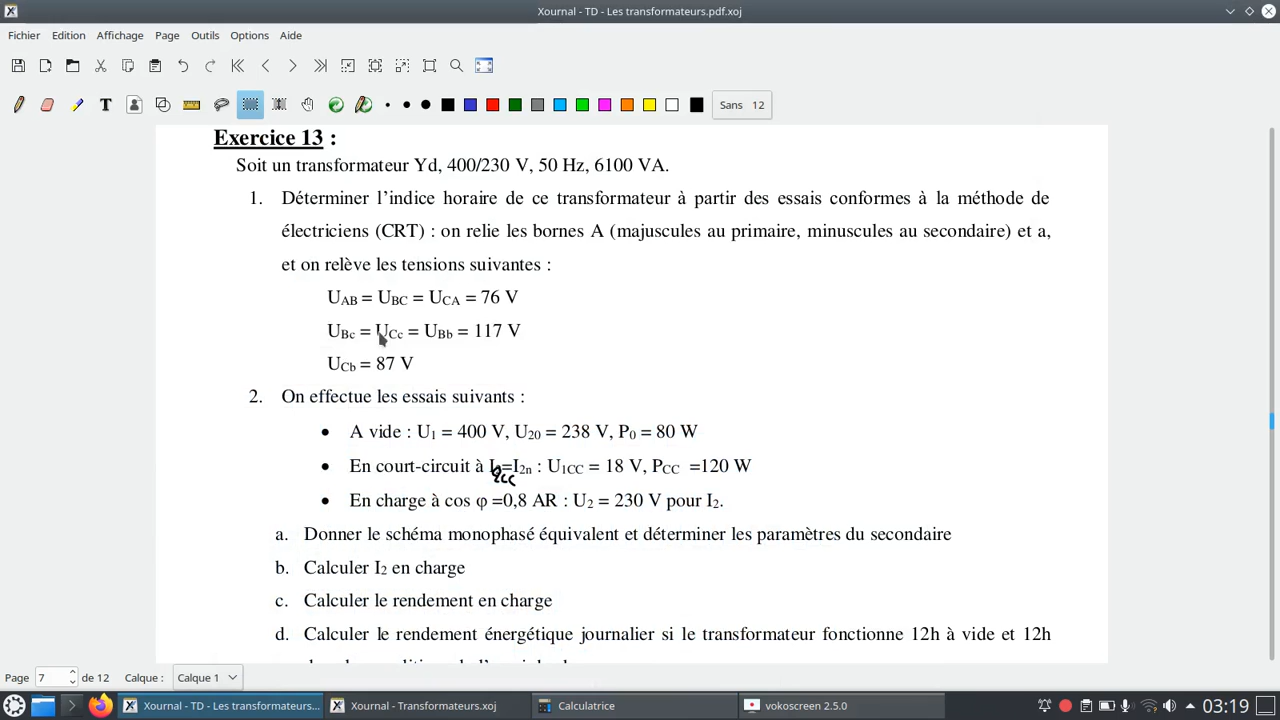 Xournal - TD - Les transformateurs.pdf.xoj
Fichier Edition Affichage Page Outils Options Aide
Sans 12
Exercice 13 :
Soit un transformateur Yd, 400/230 V, 50 Hz, 6100 VA.
1. Déterminer l’indice horaire de ce transformateur à partir des essais conformes à la méthode de
électriciens (CRT) : on relie les bornes A (majuscules au primaire, minuscules au secondaire) et a,
et on relève les tensions suivantes :
UAB = UBC = UCA = 76 V
UBc = UCc = UBb = 117 V
UCb = 87 V
2. On effectue les essais suivants :
• A vide : U1 = 400 V, U20 = 238 V, P0 = 80 W
• En court-circuit à I2cc=I2n : U1CC = 18 V, PCC =120 W
• En charge à cos φ =0,8 AR : U2 = 230 V pour I2.
a. Donner le schéma monophasé équivalent et déterminer les paramètres du secondaire
b. Calculer I2 en charge
c. Calculer le rendement en charge
d. Calculer le rendement énergétique journalier si le transformateur fonctionne 12h à vide et 12h
Page 7 de 12 Calque : Calque 1
Xournal - TD - Les transformateurs... Xournal - Transformateurs.xoj Calculatrice vokoscreen 2.5.0 03:19